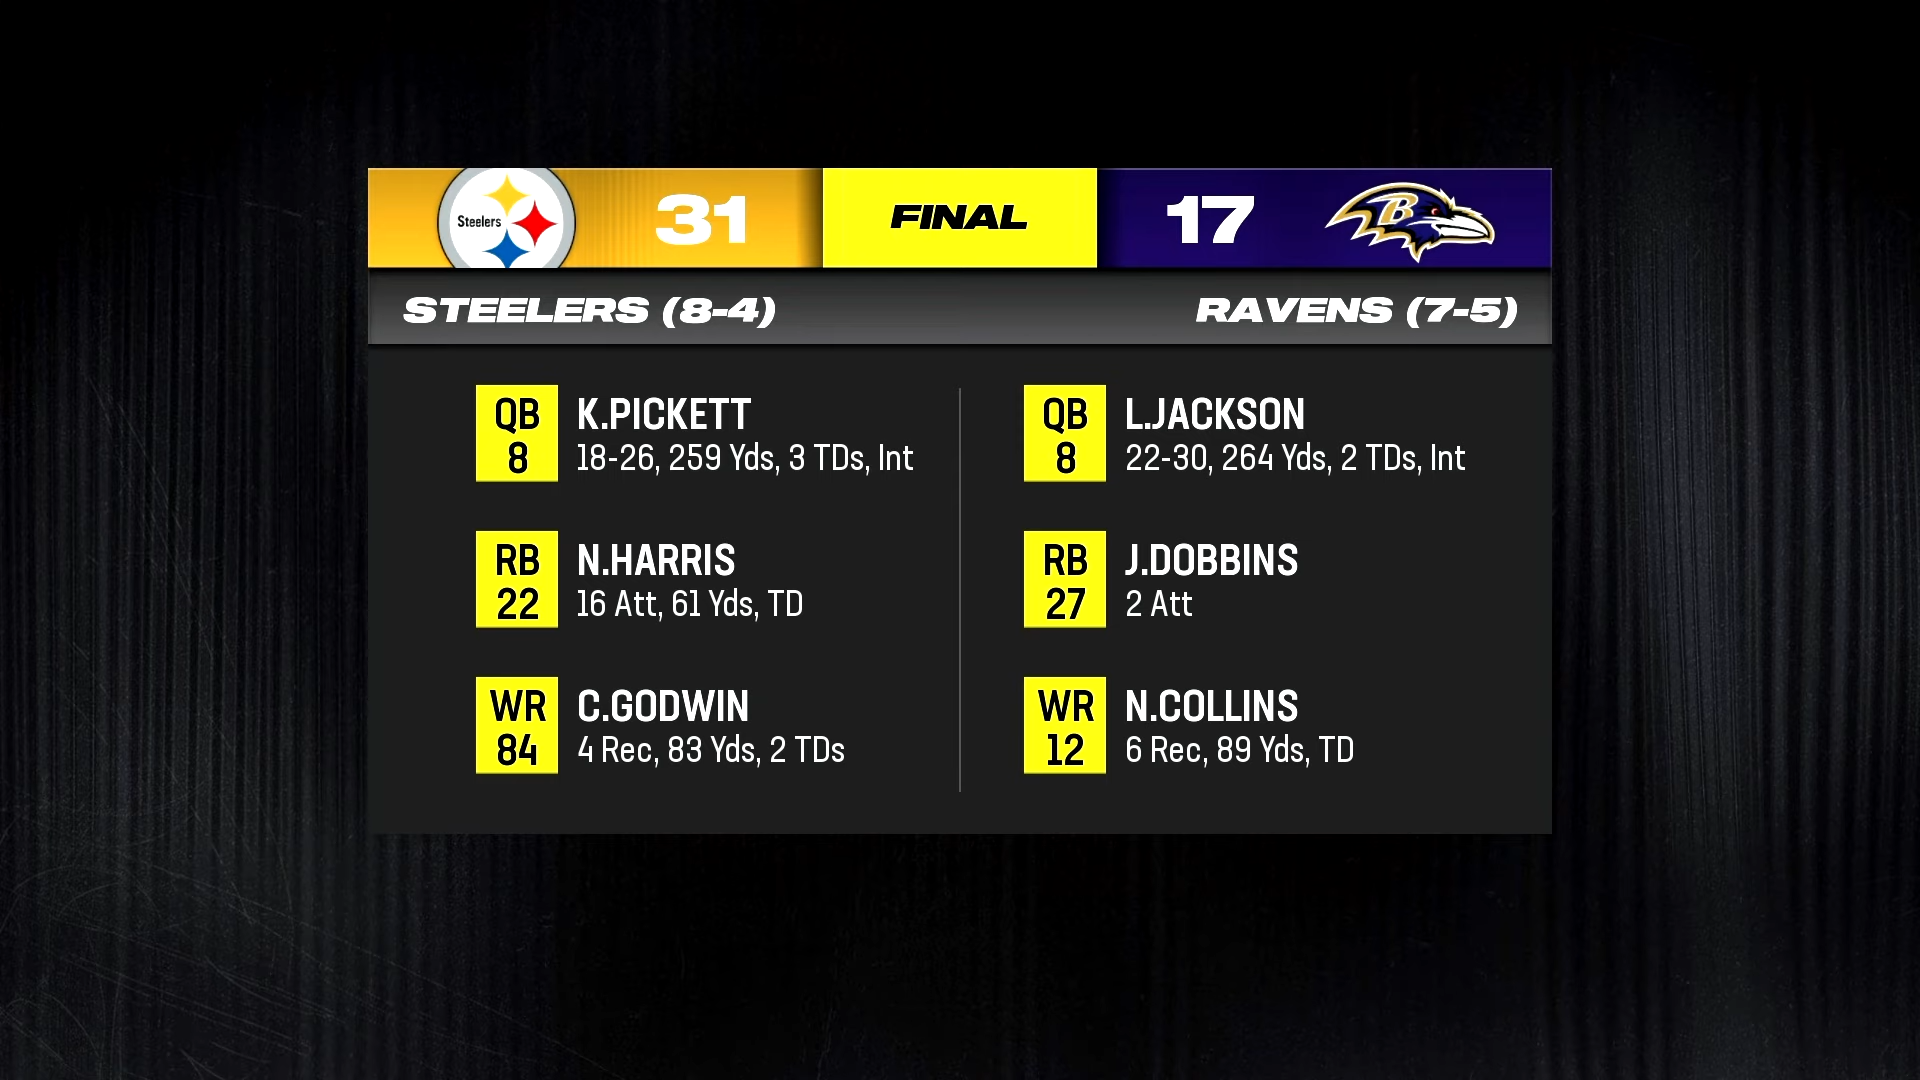 Steelers
31
FINAL
17
B
STEELERS (8-4)
RAVENS (7-5)
QB
8
K.PICKETT
18-26, 259 Yds, 3 TDs, Int
RB
22
N.HARRIS
16 Att, 61 Yds, TD
WR
84
C.GODWIN
4 Rec, 83 Yds, 2 TDs
QB
8
L.JACKSON
22-30, 264 Yds, 2 TDs, Int
RB
27
J.DOBBINS
2 Att
WR
12
N.COLLINS
6 Rec, 89 Yds, TD